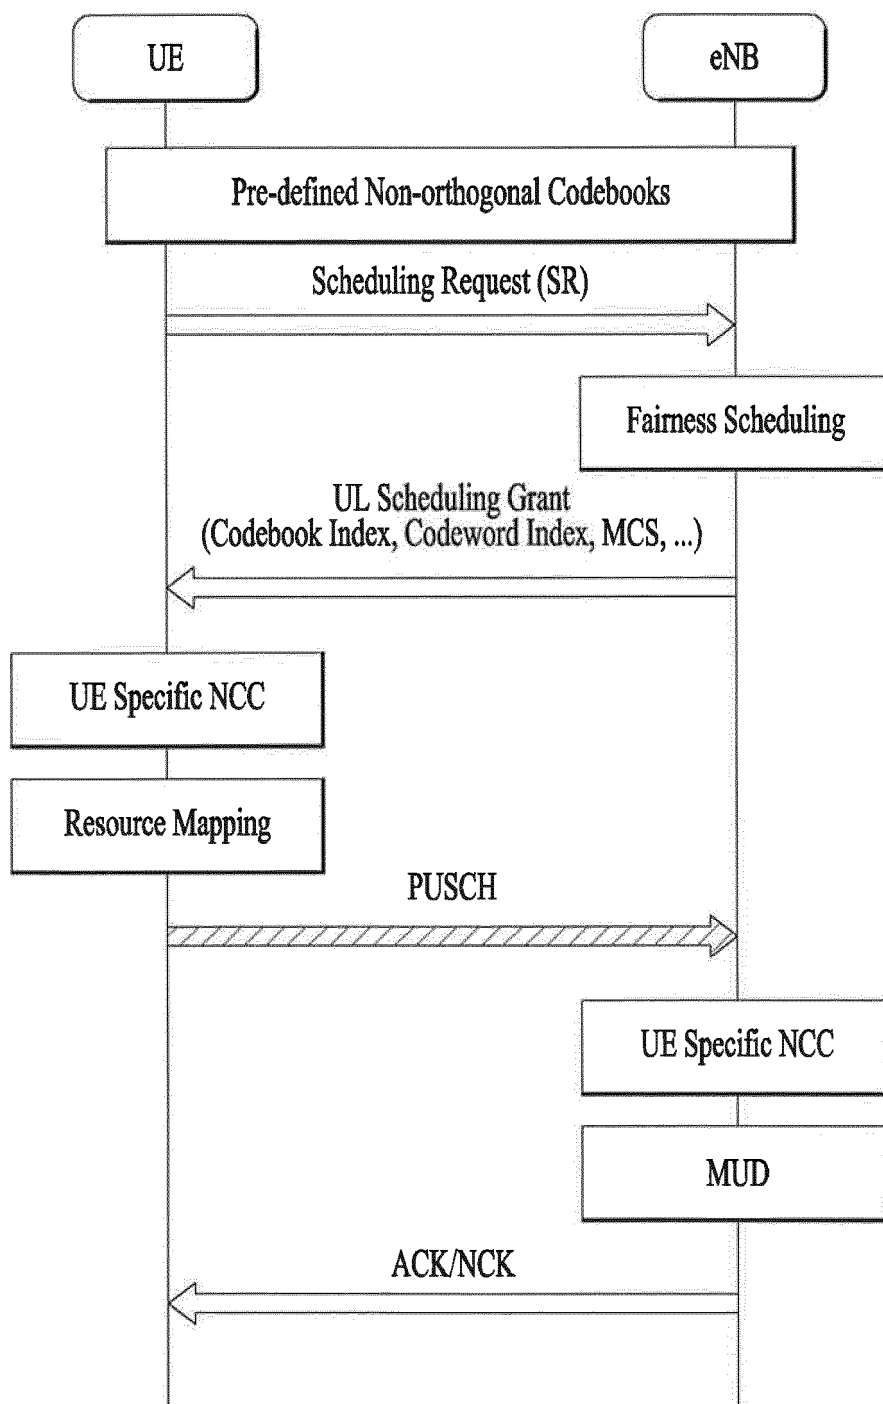 UE
eNB
Pre-defined Non-orthogonal Codebooks
Scheduling Request (SR)
Fairness Scheduling
UL Scheduling Grant
(Codebook Index, Codeword Index, MCS, ...)
UE Specific NCC
Resource Mapping
PUSCH
UE Specific NCC
MUD
ACK/NCK